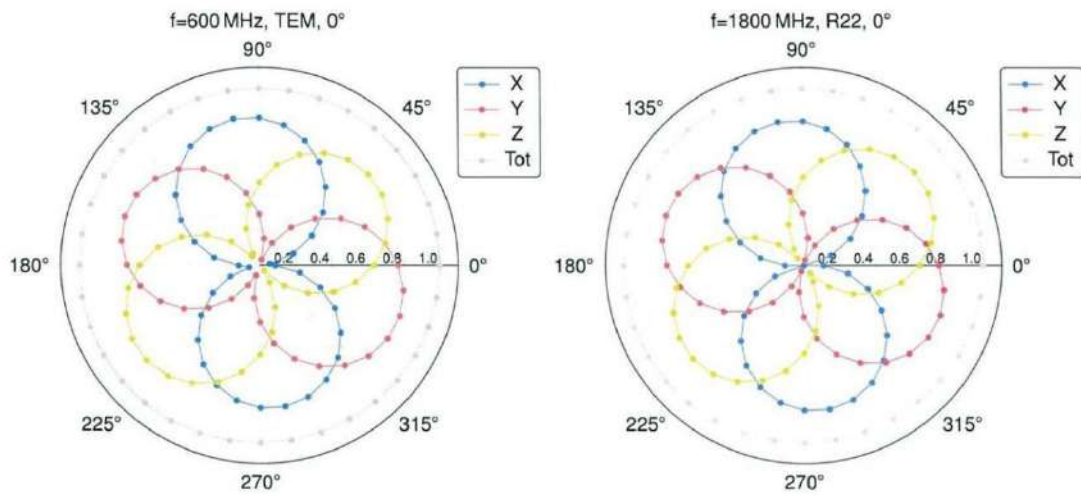 f=600 MHz, TEM, 0°
90°
135°
45°
180°
0.2 0.4 0.6 0.8 1.0
0°
225°
315°
270°
X
Y
Z
Tot
f=1800 MHz, R22, 0°
90°
135°
45°
180°
0.2 0.4 0.6 0.8 1.0
0°
225°
315°
270°
X
Y
Z
Tot